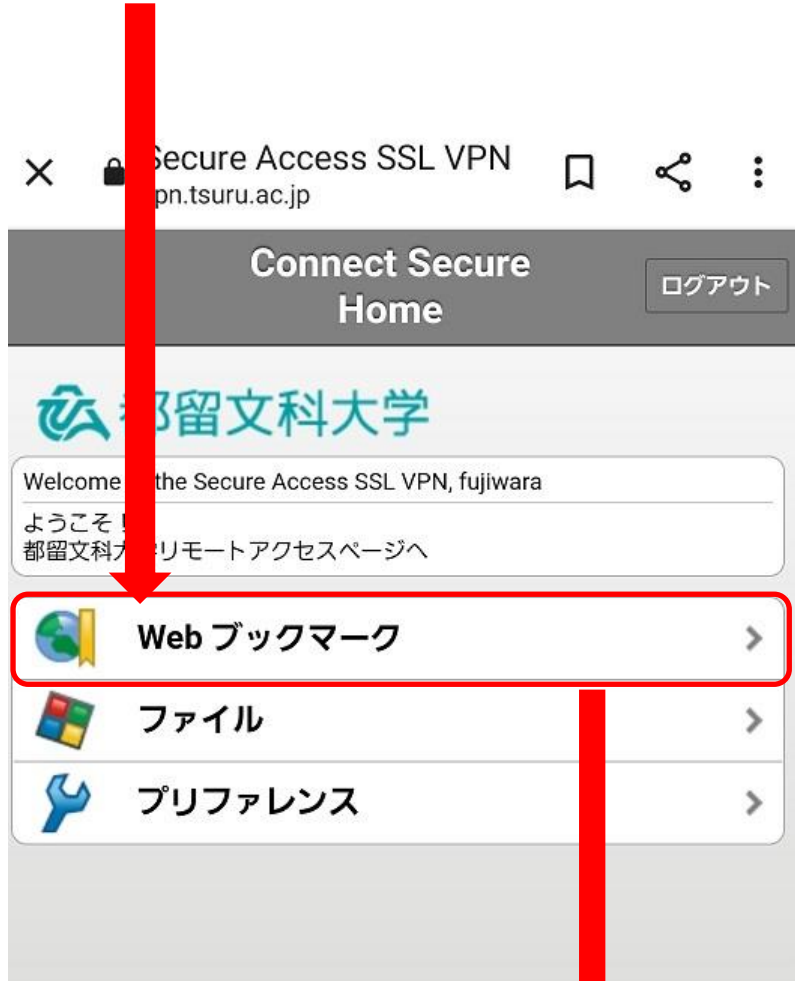 Secure Access SSL VPN
pn.tsuru.ac.jp
Connect Secure
Home
ログアウト
留文科大学
Welcome the Secure Access SSL VPN, fujiwara
ようこそ
都留文科 リモートアクセスページへ
Web ブックマーク
ファイル
プリファレンス